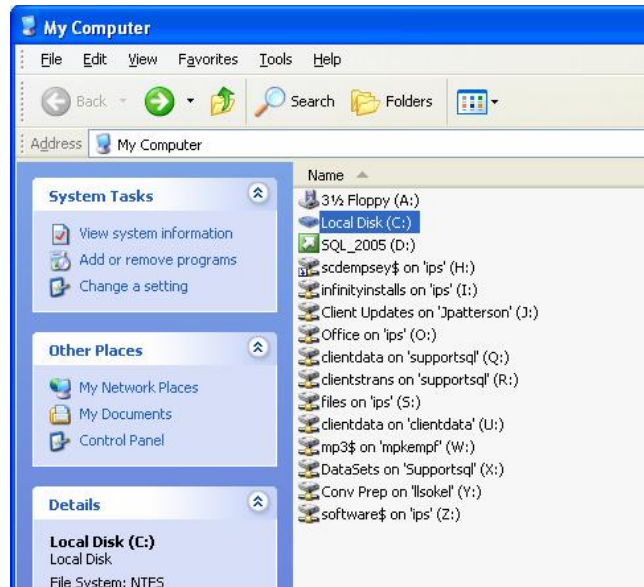 My Computer
File Edit View Favorites Tools Help
Back Search Folders
Address My Computer
Name
System Tasks
View system information
Add or remove programs
Change a setting
Other Places
My Network Places
My Documents
Control Panel
Details
Local Disk (C:)
Local Disk
File System: NTFS
3½ Floppy (A:)
Local Disk (C:)
SQL_2005 (D:)
scdempsey$ on 'ips' (H:)
infinityinstalls on 'ips' (I:)
Client Updates on 'Jpatterson' (J:)
Office on 'ips' (O:)
clientdata on 'supportsql' (Q:)
clientstrans on 'supportsql' (R:)
files on 'ips' (S:)
clientdata on 'clientdata' (U:)
mp3$ on 'mpkempf' (W:)
DataSets on 'Supportsql' (X:)
Conv Prep on 'llsokel' (Y:)
software$ on 'ips' (Z:)